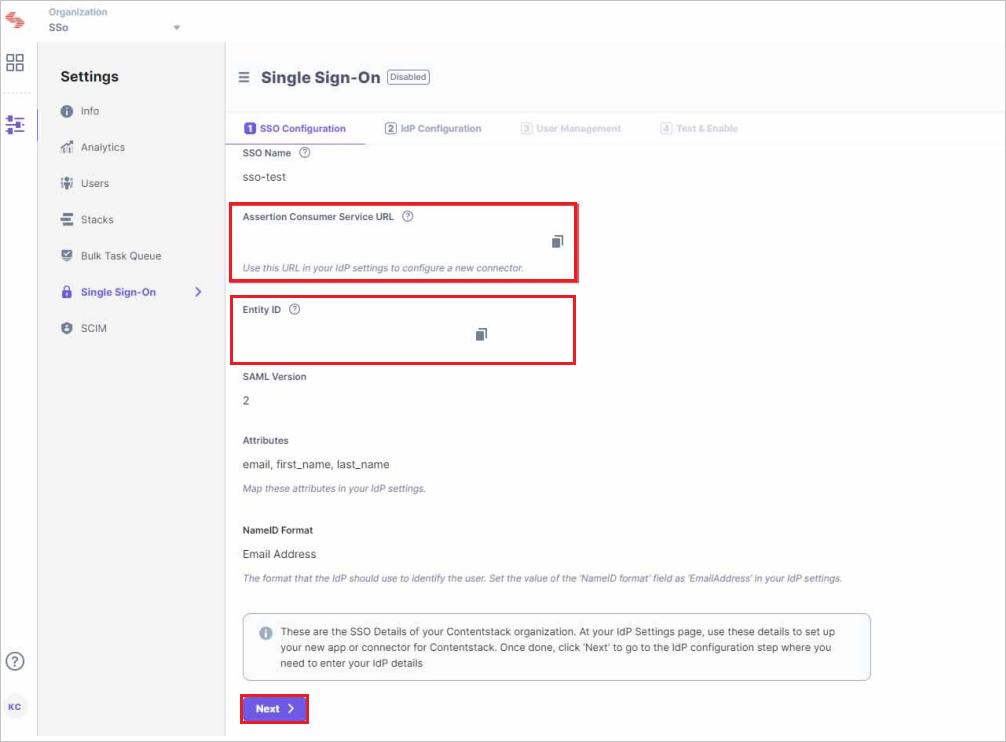 Organization
SSo
Settings
Info
Analytics
Users
Stacks
Bulk Task Queue
Single Sign-On
SCIM
KC
Single Sign-On Disabled
1 SSO Configuration 2 IdP Configuration 3 User Management 4 Test & Enable
SSO Name
sso-test
Assertion Consumer Service URL
Use this URL in your IdP settings to configure a new connector.
Entity ID
SAML Version
2
Attributes
email, first_name, last_name
Map these attributes in your IdP settings.
NameID Format
Email Address
The format that the IdP should use to identify the user. Set the value of the 'NameID format' field as 'EmailAddress' in your IdP settings.
These are the SSO Details of your Contentstack organization. At your IdP Settings page, use these details to set up
your new app or connector for Contentstack. Once done, click 'Next' to go to the IdP configuration step where you
need to enter your IdP details
Next